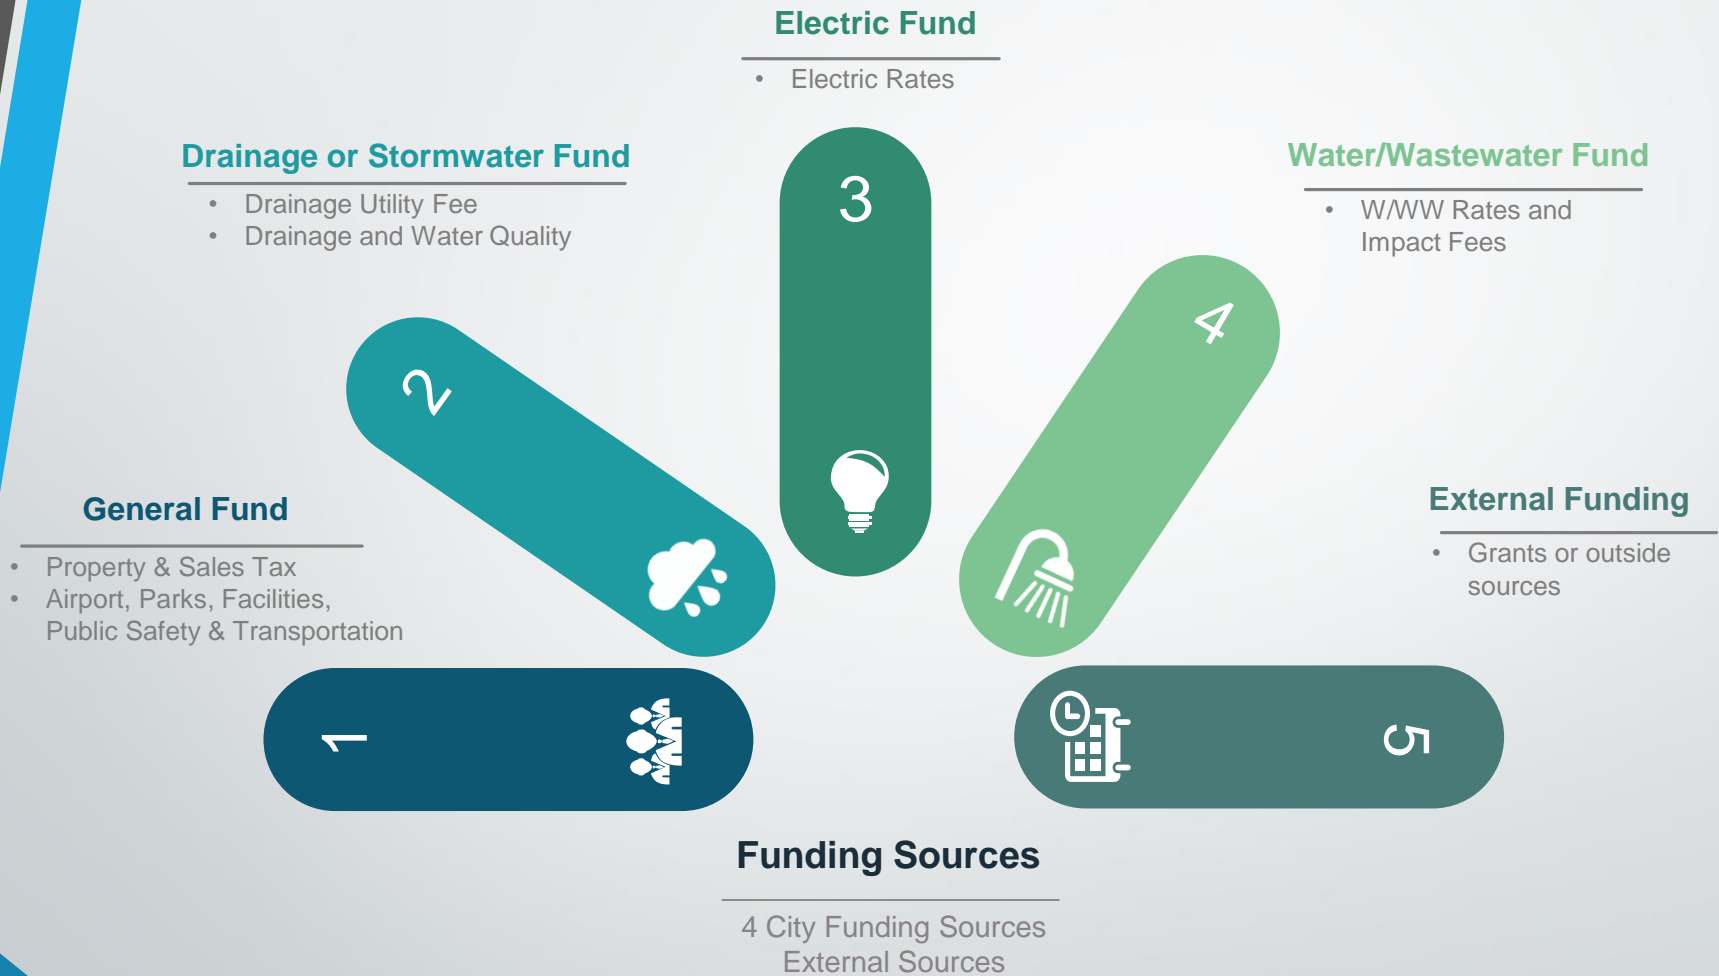 Electric Fund
• Electric Rates
Drainage or Stormwater Fund
• Drainage Utility Fee
• Drainage and Water Quality
Water/Wastewater Fund
• W/WW Rates and
Impact Fees
General Fund
• Property & Sales Tax
• Airport, Parks, Facilities,
Public Safety & Transportation
External Funding
• Grants or outside
sources
1
2
3
4
5
Funding Sources
4 City Funding Sources
External Sources